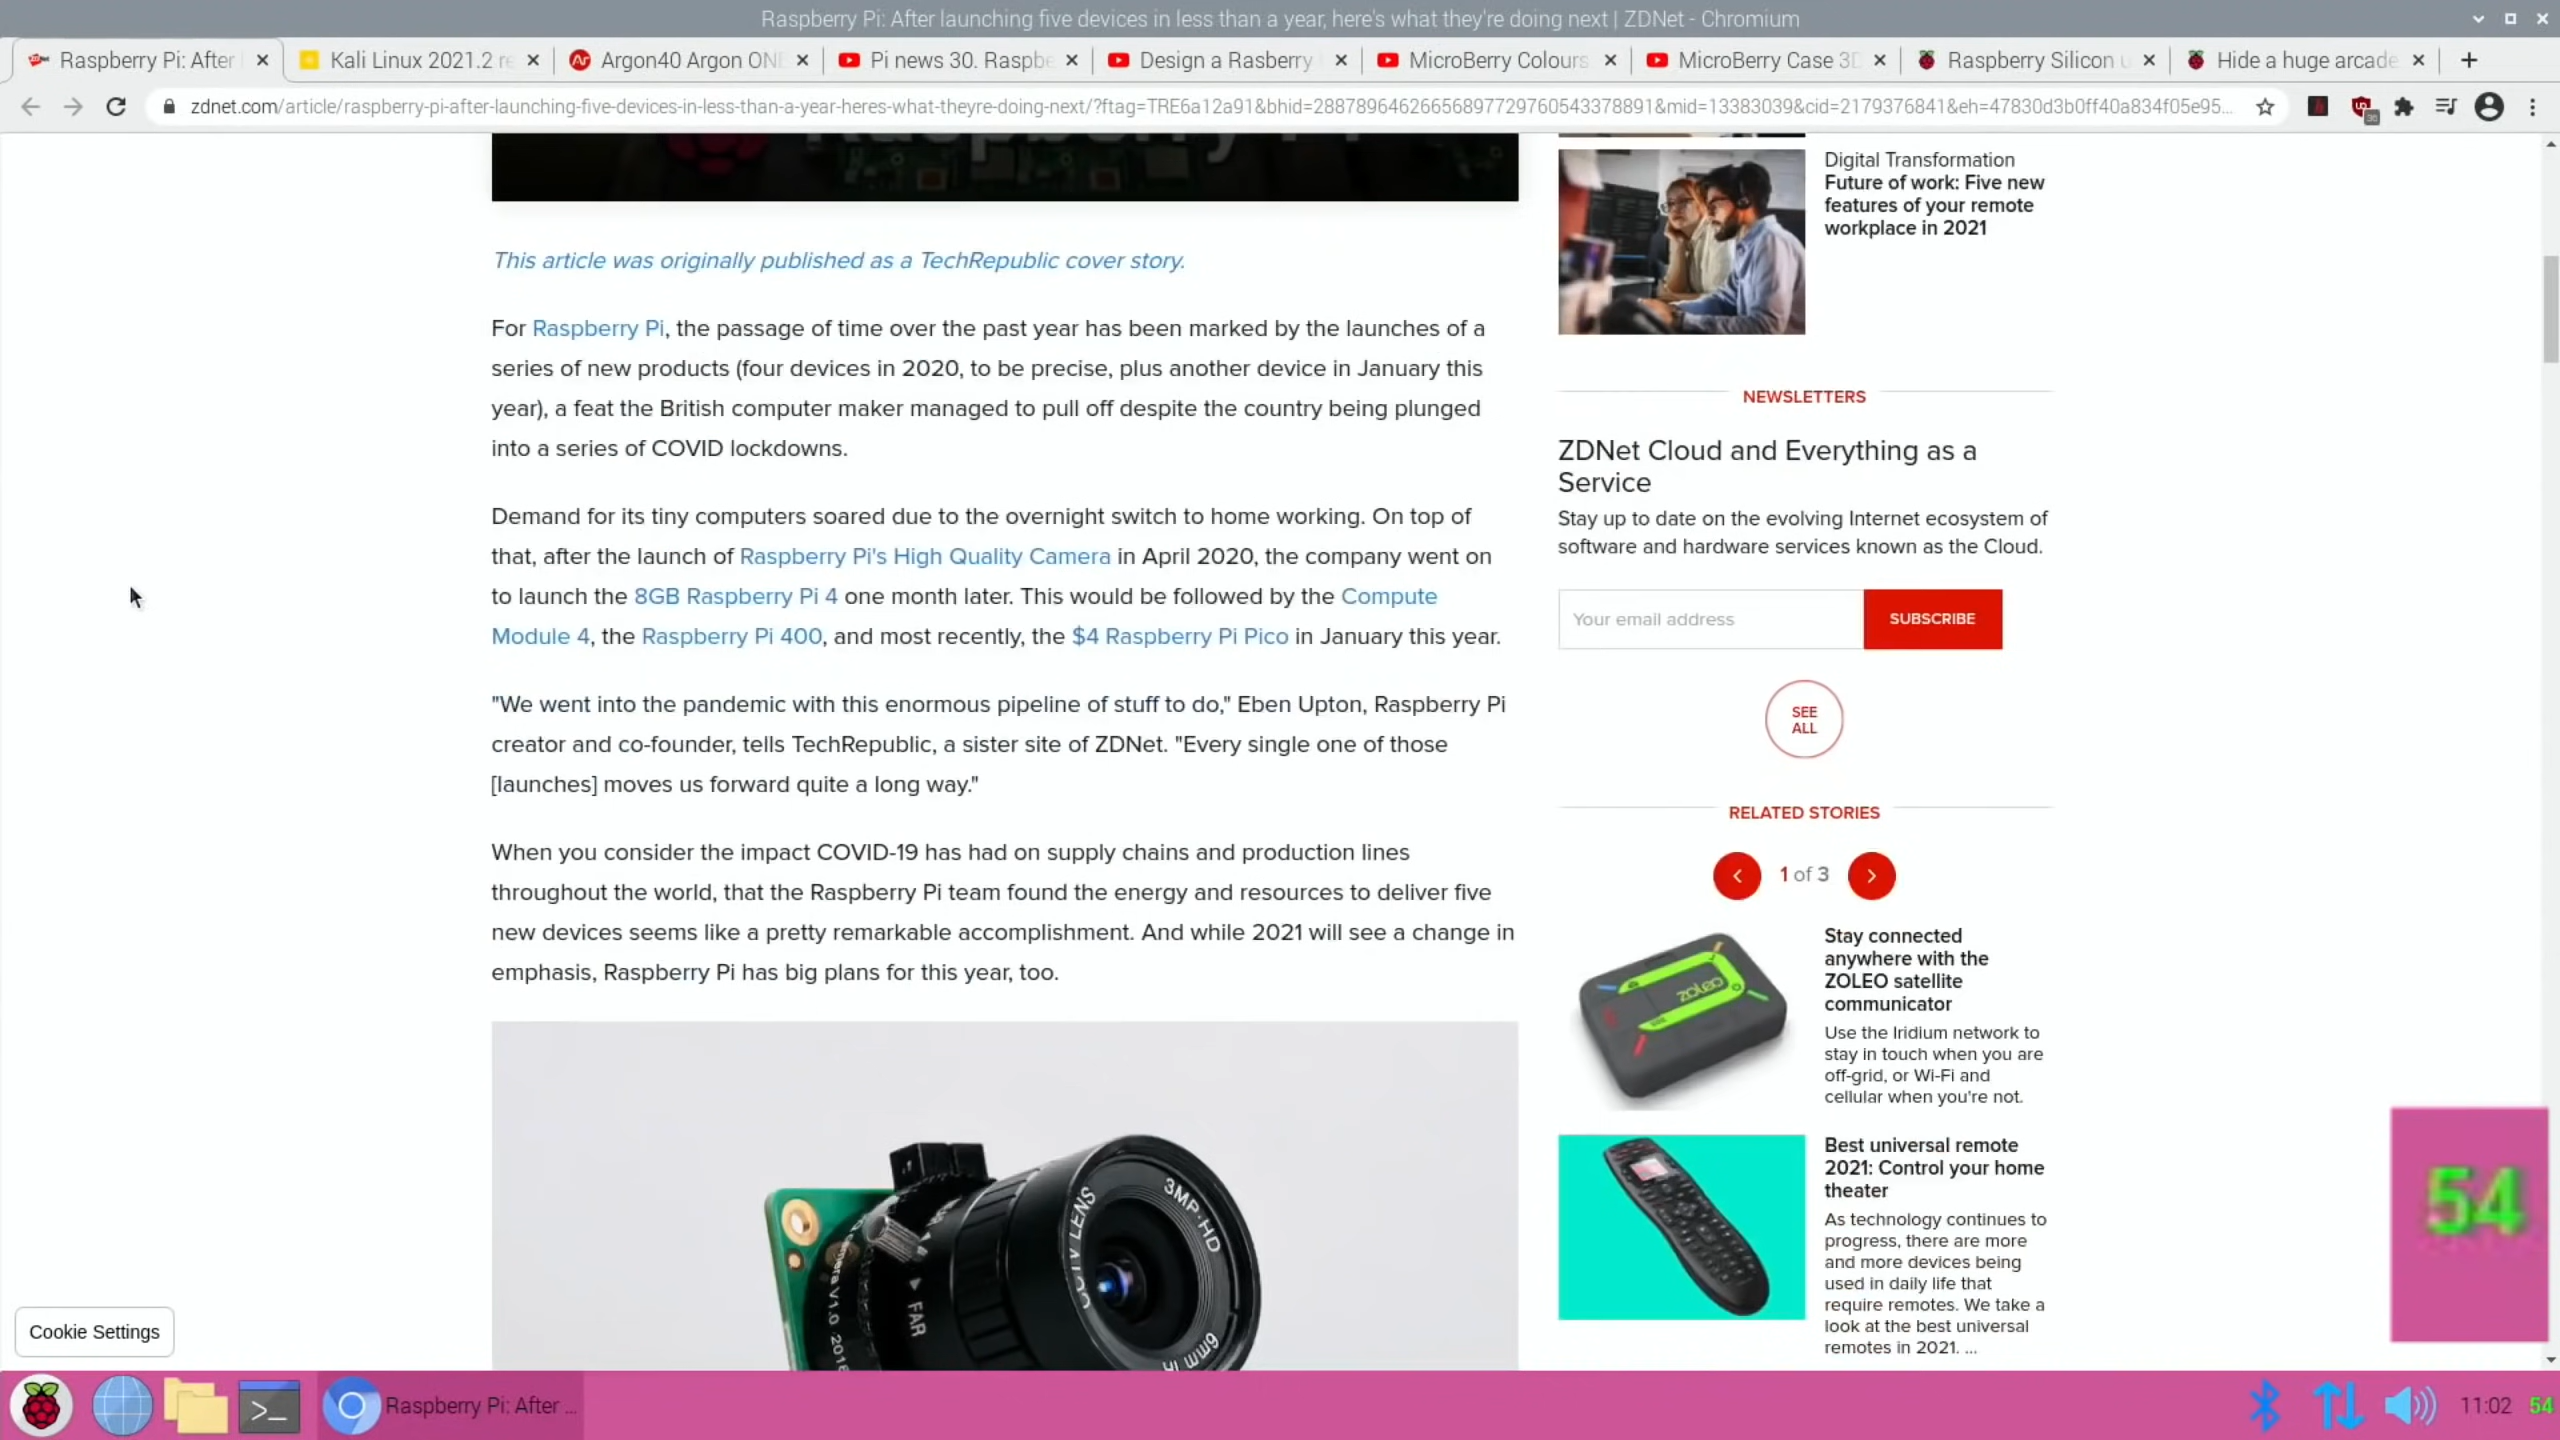 Raspberry Pi: After launching five devices in less than a year, here's what they're doing next | ZDNet - Chromium
Raspberry Pi: After
Kali Linux 2021.2 re
Argon40 Argon ONE
Pi news 30. Raspbe
Design a Rasberry
MicroBerry Colours
MicroBerry Case 3D
Raspberry Silicon u
Hide a huge arcade
zdnet.com/article/raspberry-pi-after-launching-five-devices-in-less-than-a-year-heres-what-theyre-doing-next/?ftag=TRE6a12a91&bhid=28878964626656897729760543378891&mid=13383039&cid=2179376841&eh=47830d3b0ff40a834f05e95...
This article was originally published as a TechRepublic cover story.
For Raspberry Pi, the passage of time over the past year has been marked by the launches of a
series of new products (four devices in 2020, to be precise, plus another device in January this
year), a feat the British computer maker managed to pull off despite the country being plunged
into a series of COVID lockdowns.
Demand for its tiny computers soared due to the overnight switch to home working. On top of
that, after the launch of Raspberry Pi's High Quality Camera in April 2020, the company went on
to launch the 8GB Raspberry Pi 4 one month later. This would be followed by the Compute
Module 4, the Raspberry Pi 400, and most recently, the $4 Raspberry Pi Pico in January this year.
"We went into the pandemic with this enormous pipeline of stuff to do," Eben Upton, Raspberry Pi
creator and co-founder, tells TechRepublic, a sister site of ZDNet. "Every single one of those
[launches] moves us forward quite a long way."
When you consider the impact COVID-19 has had on supply chains and production lines
throughout the world, that the Raspberry Pi team found the energy and resources to deliver five
new devices seems like a pretty remarkable accomplishment. And while 2021 will see a change in
emphasis, Raspberry Pi has big plans for this year, too.
CCTV LENS
3MP·HD
6mm
FAR
Digital Transformation
Future of work: Five new
features of your remote
workplace in 2021
NEWSLETTERS
ZDNet Cloud and Everything as a
Service
Stay up to date on the evolving Internet ecosystem of
software and hardware services known as the Cloud.
Your email address
SUBSCRIBE
SEE
ALL
RELATED STORIES
1 of 3
zoleo
Stay connected
anywhere with the
ZOLEO satellite
communicator
Use the Iridium network to
stay in touch when you are
off-grid, or Wi-Fi and
cellular when you're not.
Best universal remote
2021: Control your home
theater
As technology continues to
progress, there are more
and more devices being
used in daily life that
require remotes. We take a
look at the best universal
remotes in 2021. ...
54
Cookie Settings
Raspberry Pi: After ...
11:02
54